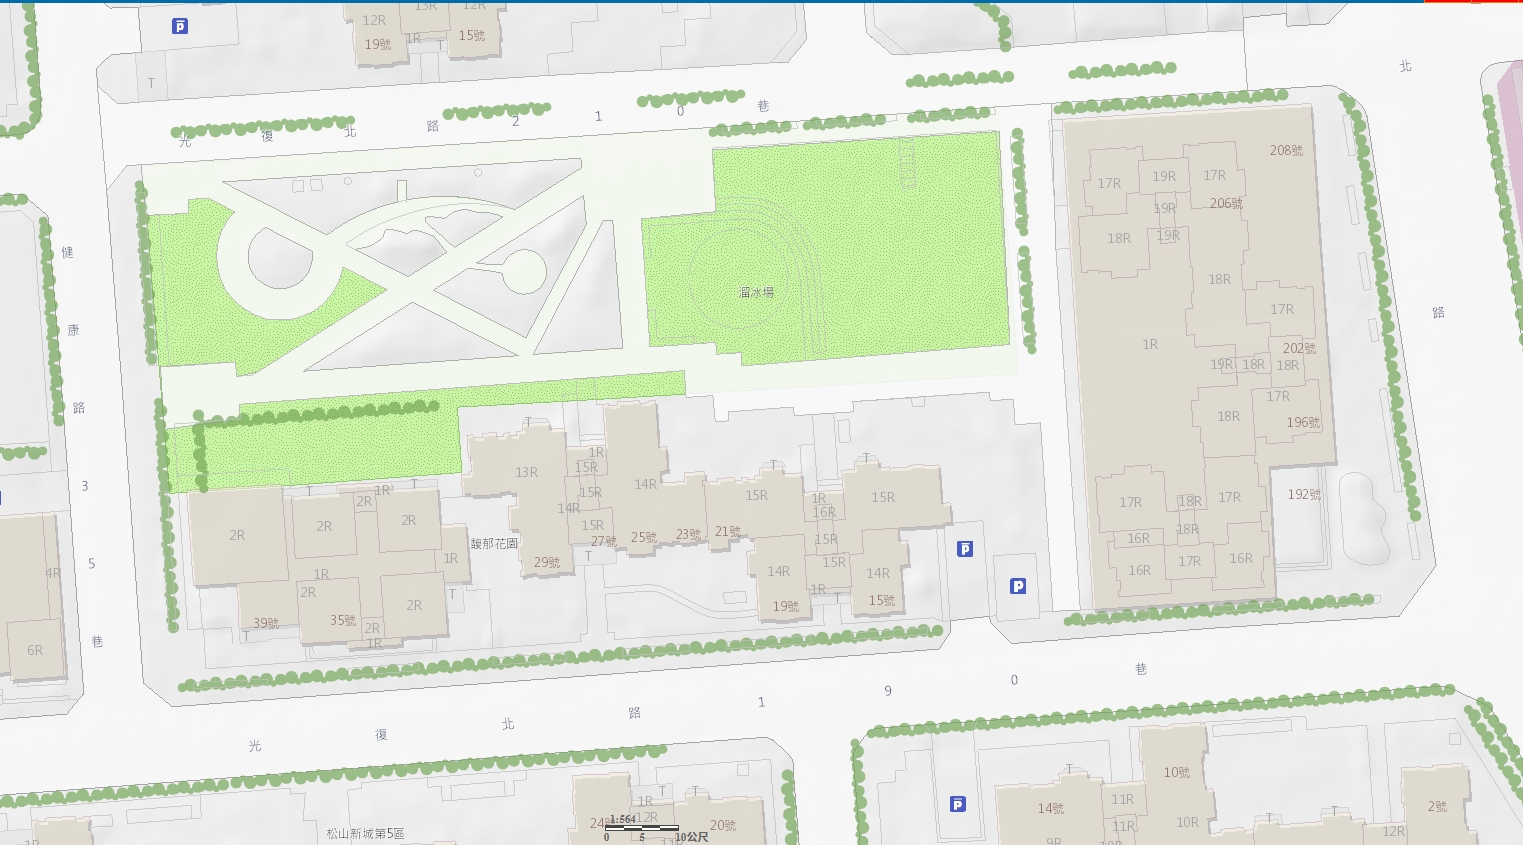 12R 13R 12R
19號 1R T 15號
T
光 復 北 路 2 1 0 巷
北 路
208號
17R 19R 17R
19R 206號
18R 19R
18R
17R
1R
202號
19R 18R 18R
17R
18R 196號
溜冰場
健 康 路 3 5 巷
T
13R 1R T T
15R
14R 15R 15R
15R 1R
14R 16R
15R 15R
27號 25號 23號 21號
馥郁花園
29號 T
14R 15R 14R
1R
19號 T 15號
T 1R T
2R 2R 2R
2R
1R
1R
2R 2R
39號 35號 T
T 2R
1R
4R
6R
192號
17R 18R 17R
18R
16R
16R 17R 16R
P
P
P
P
光 復 北 路 1 9 0 巷
松山新城第5區
T T
1R
12R
24號 20號
1:564
0 5 10公尺
T 10號
14號 11R
11R 10R
9R
T T
12R
2號